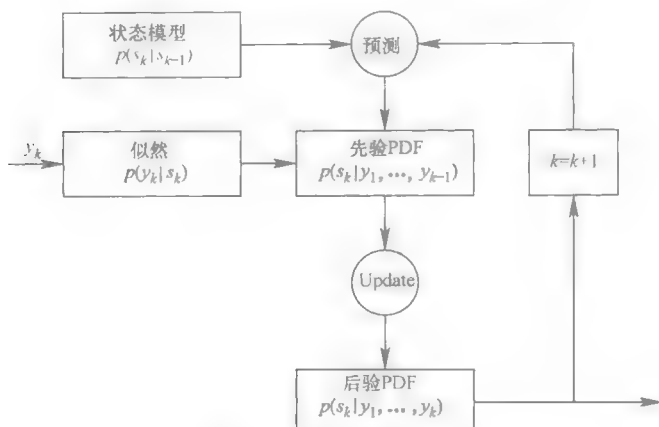 状态模型
p(s_k|s_{k-1})
预测
y_k
似然
p(y_k|s_k)
先验PDF
p(s_k|y_1, …, y_{k-1})
k=k+1
Update
后验PDF
p(s_k|y_1, …, y_k)